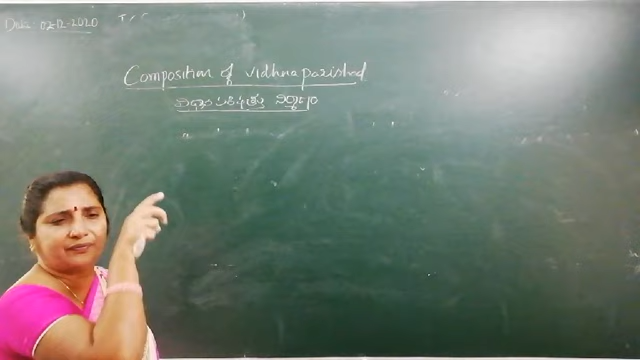 Date: 02-12-2020
Composition of vidhnaparishad
విధాన పరిషత్తు నిర్మాణం